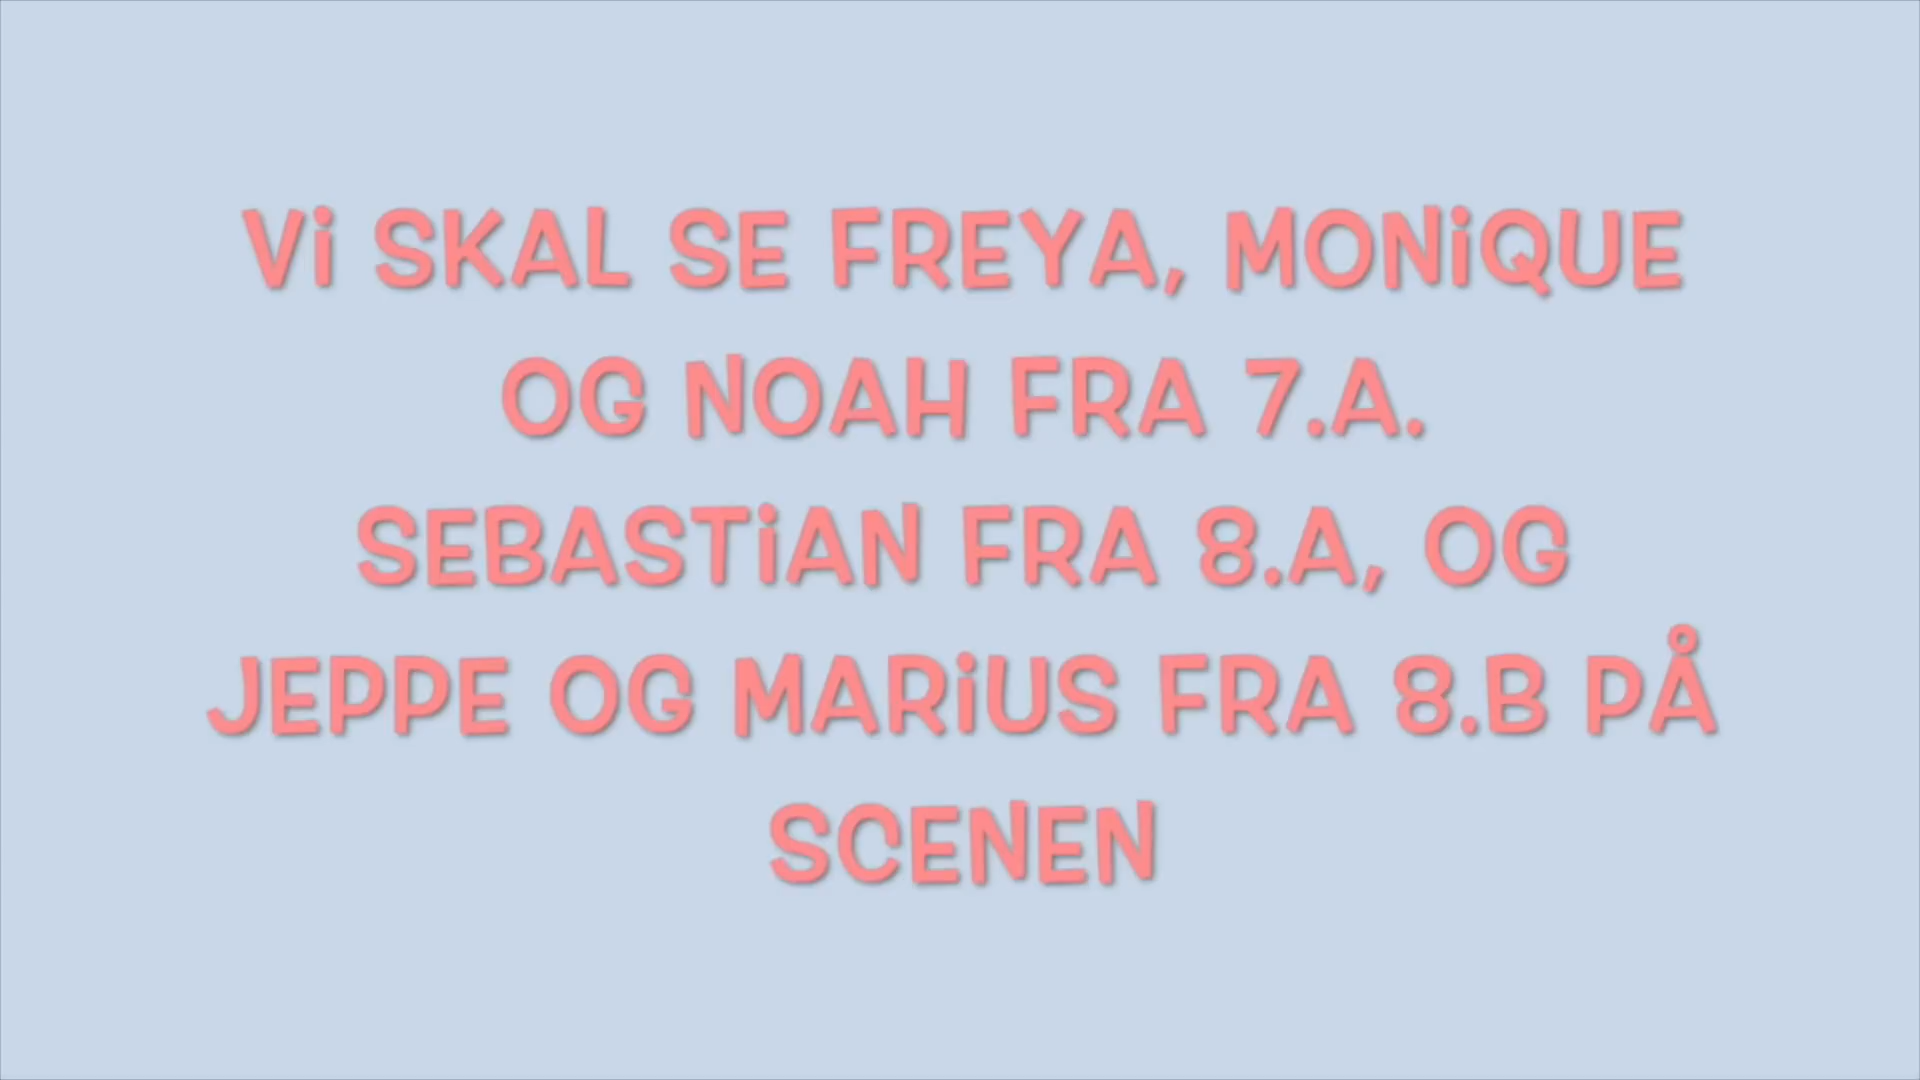 Vi SKAL SE FREYA, MONiQUE
OG NOAH FRA 7.A.
SEBASTiAN FRA 8.A, OG
JEPPE OG MARiUS FRA 8.B PÅ
SCENEN